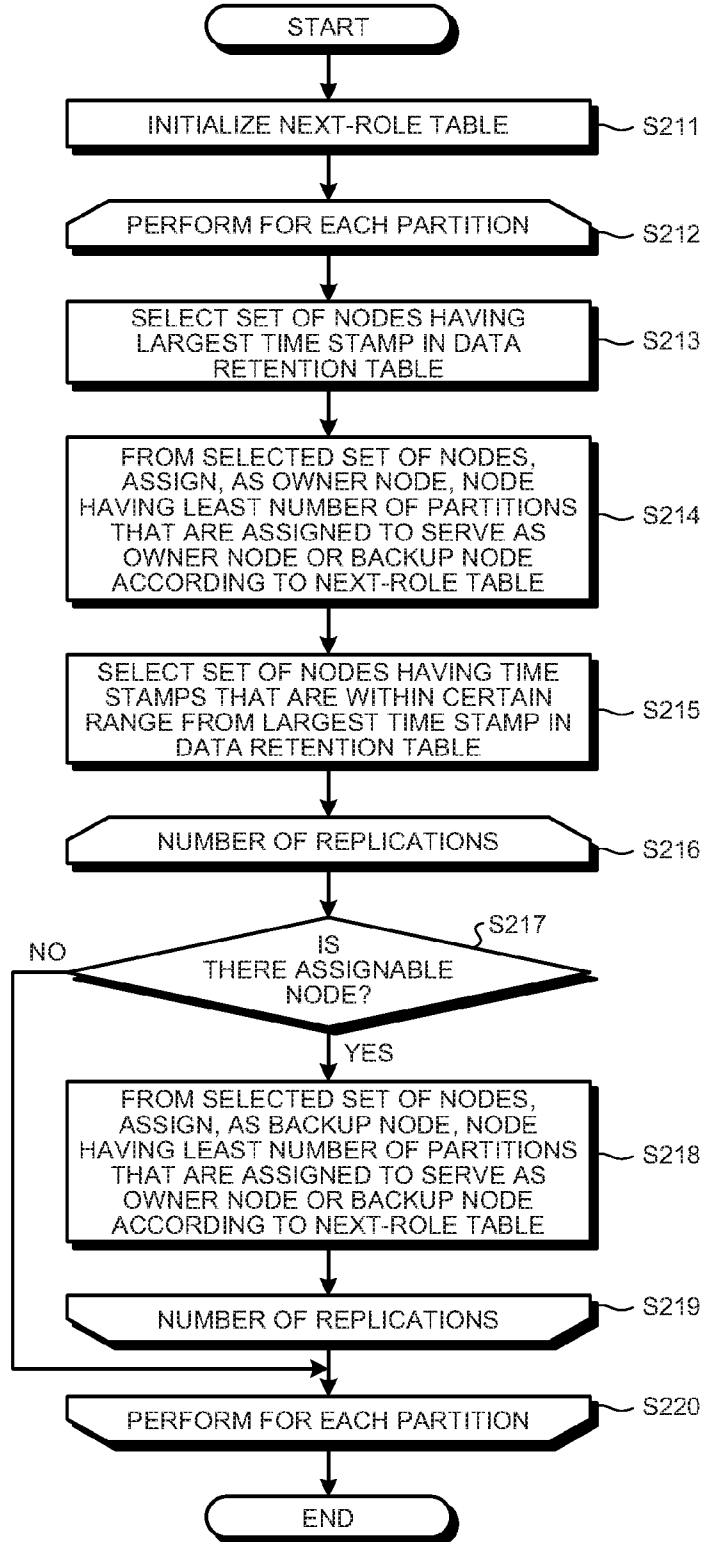 START
INITIALIZE NEXT-ROLE TABLE
S211
PERFORM FOR EACH PARTITION
S212
SELECT SET OF NODES HAVING
LARGEST TIME STAMP IN DATA
RETENTION TABLE
S213
FROM SELECTED SET OF NODES,
ASSIGN, AS OWNER NODE, NODE
HAVING LEAST NUMBER OF PARTITIONS
THAT ARE ASSIGNED TO SERVE AS
OWNER NODE OR BACKUP NODE
ACCORDING TO NEXT-ROLE TABLE
S214
SELECT SET OF NODES HAVING TIME
STAMPS THAT ARE WITHIN CERTAIN
RANGE FROM LARGEST TIME STAMP IN
DATA RETENTION TABLE
S215
NUMBER OF REPLICATIONS
S216
S217
NO
IS
THERE ASSIGNABLE
NODE?
YES
FROM SELECTED SET OF NODES,
ASSIGN, AS BACKUP NODE, NODE
HAVING LEAST NUMBER OF PARTITIONS
THAT ARE ASSIGNED TO SERVE AS
OWNER NODE OR BACKUP NODE
ACCORDING TO NEXT-ROLE TABLE
S218
NUMBER OF REPLICATIONS
S219
PERFORM FOR EACH PARTITION
S220
END